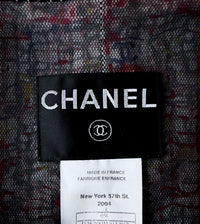 CHANEL
MADE IN FRANCE
FABRIQUE EN FRANCE
New York 57th St.
2004